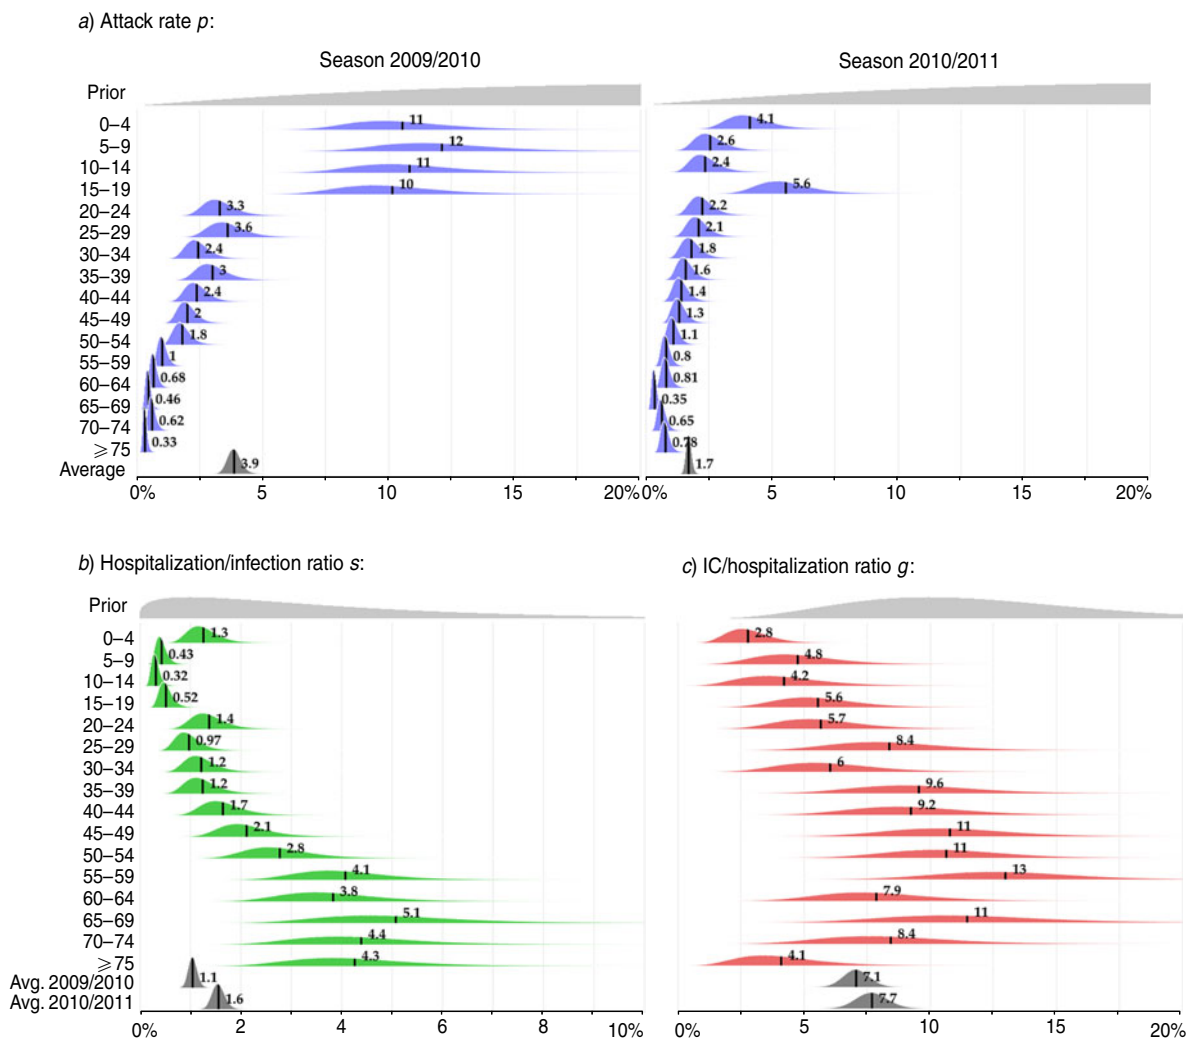 a) Attack rate p:
Season 2009/2010
Season 2010/2011
Prior
0–4 11 4.1
5–9 12 2.6
10–14 11 2.4
15–19 10 5.6
20–24 3.3 2.2
25–29 3.6 2.1
30–34 2.4 1.8
35–39 3 1.6
40–44 2.4 1.4
45–49 2 1.3
50–54 1.8 1.1
55–59 1 0.8
60–64 0.68 0.81
65–69 0.46 0.35
70–74 0.62 0.65
⩾75 0.33 0.78
Average 3.9 1.7
0% 5 10 15 20% 0% 5 10 15 20%
b) Hospitalization/infection ratio s:
c) IC/hospitalization ratio g:
Prior
0–4 1.3 2.8
5–9 0.43 4.8
10–14 0.32 4.2
15–19 0.52 5.6
20–24 1.4 5.7
25–29 0.97 8.4
30–34 1.2 6
35–39 1.2 9.6
40–44 1.7 9.2
45–49 2.1 11
50–54 2.8 11
55–59 4.1 13
60–64 3.8 7.9
65–69 5.1 11
70–74 4.4 8.4
⩾75 4.3 4.1
Avg. 2009/2010 1.1 7.1
Avg. 2010/2011 1.6 7.7
0% 2 4 6 8 10% 0% 5 10 15 20%